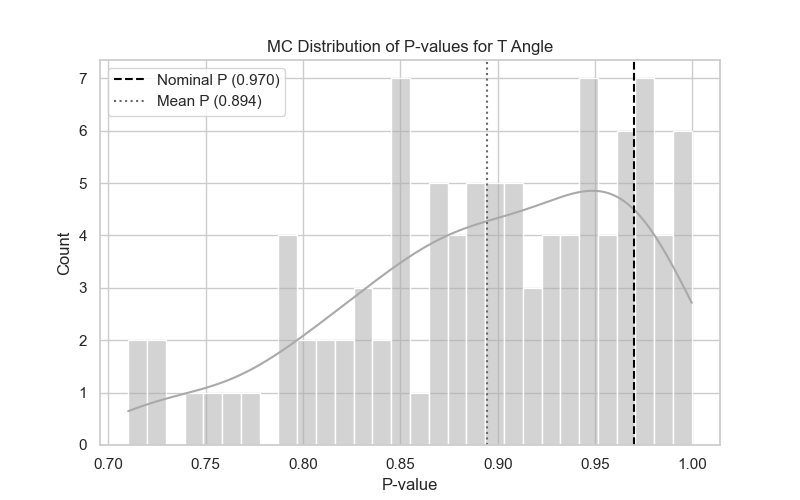 MC Distribution of P-values for T Angle
Nominal P (0.970)
Mean P (0.894)
7
6
5
4
3
2
1
0
Count
0.70 0.75 0.80 0.85 0.90 0.95 1.00
P-value